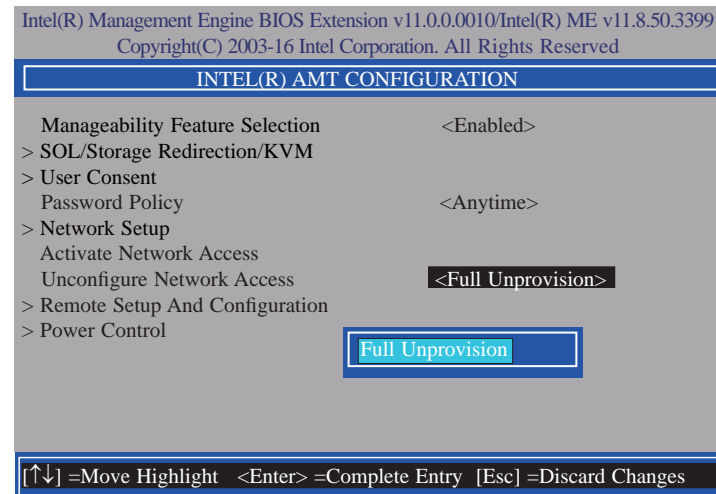 Intel(R) Management Engine BIOS Extension v11.0.0.0010/Intel(R) ME v11.8.50.3399
Copyright(C) 2003-16 Intel Corporation. All Rights Reserved
INTEL(R) AMT CONFIGURATION
Manageability Feature Selection <Enabled>
> SOL/Storage Redirection/KVM
> User Consent
Password Policy <Anytime>
> Network Setup
Activate Network Access
Unconfigure Network Access <Full Unprovision>
> Remote Setup And Configuration
> Power Control
Full Unprovision
[↑↓] =Move Highlight <Enter> =Complete Entry [Esc] =Discard Changes